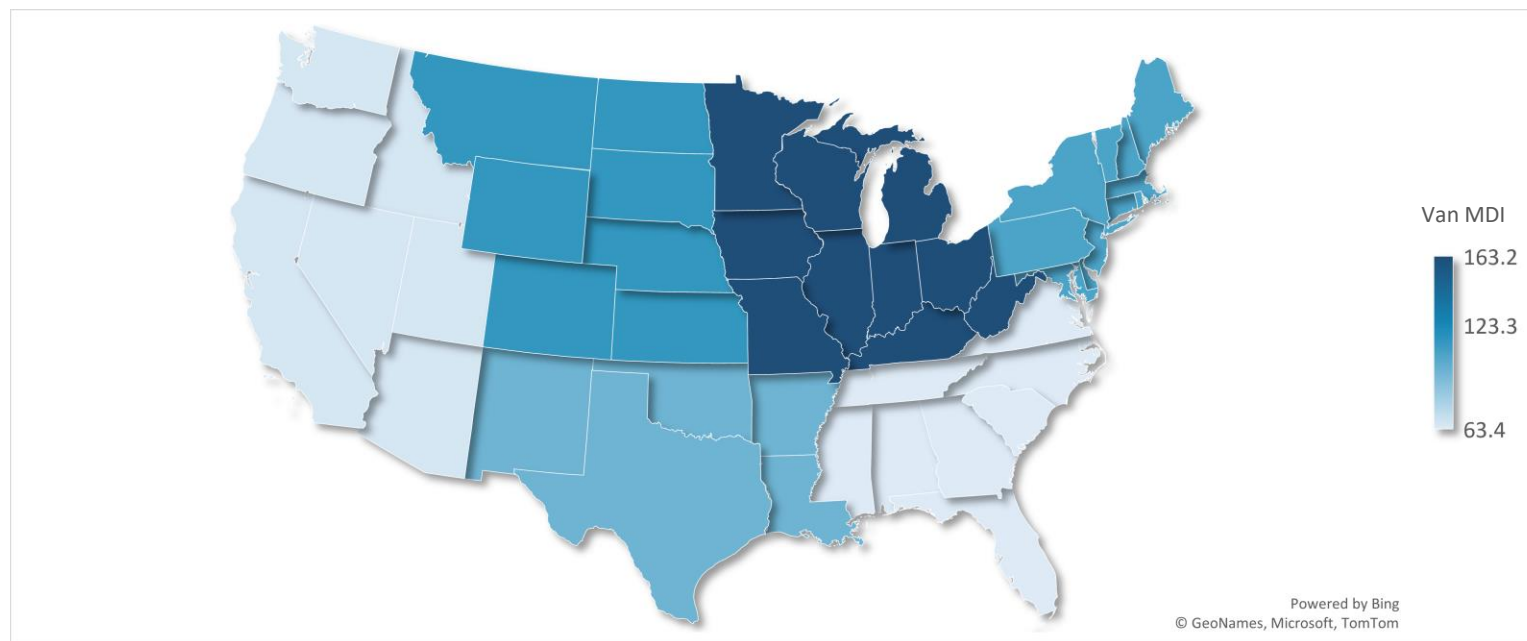 Van MDI
163.2
123.3
63.4
Powered by Bing
© GeoNames, Microsoft, TomTom